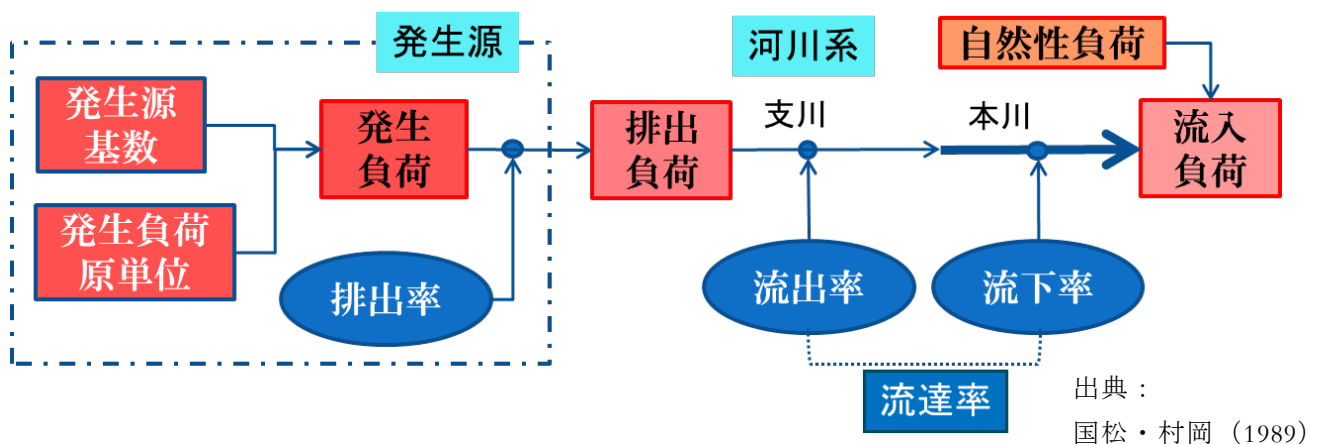 発生源
河川系
自然性負荷
発生源
基数
発生
負荷
排出
負荷
支川
本川
流入
負荷
発生負荷
原単位
排出率
流出率
流下率
流達率
出典：
国松・村岡（1989）